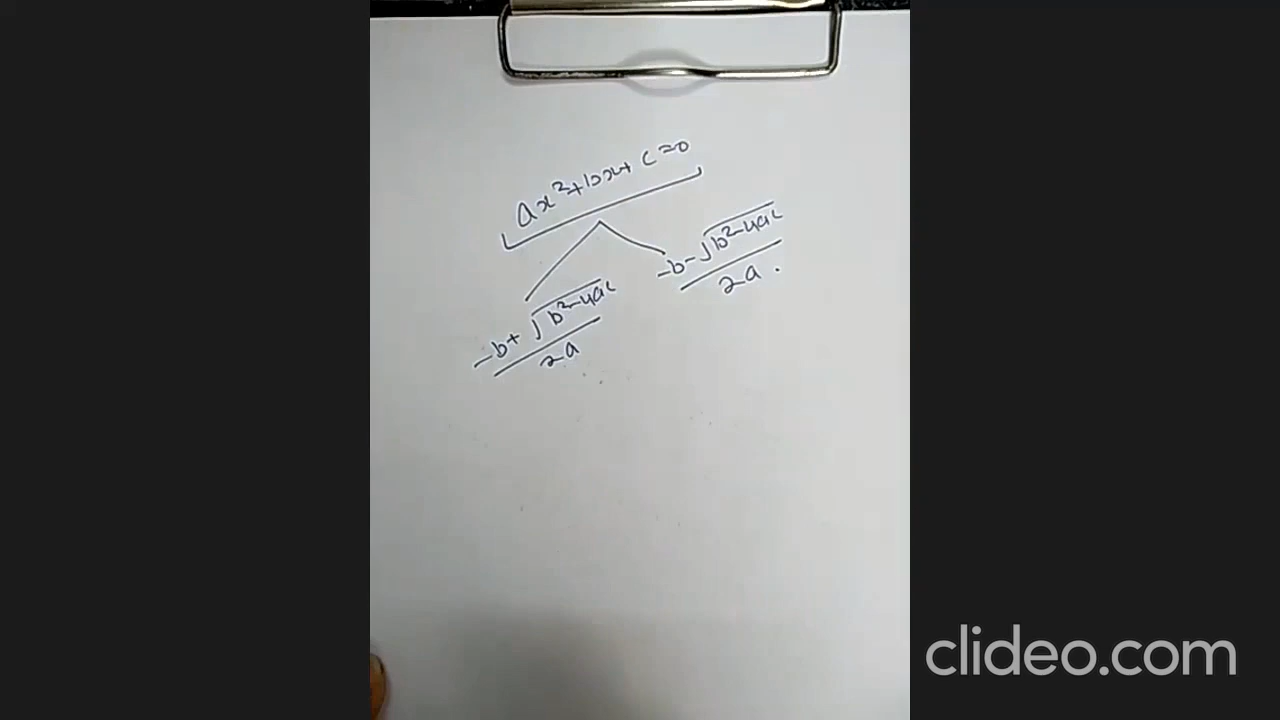 ax²+bx+c=0
-b+√b²-4ac
2a
-b-√b²-4ac
2a.
clideo.com